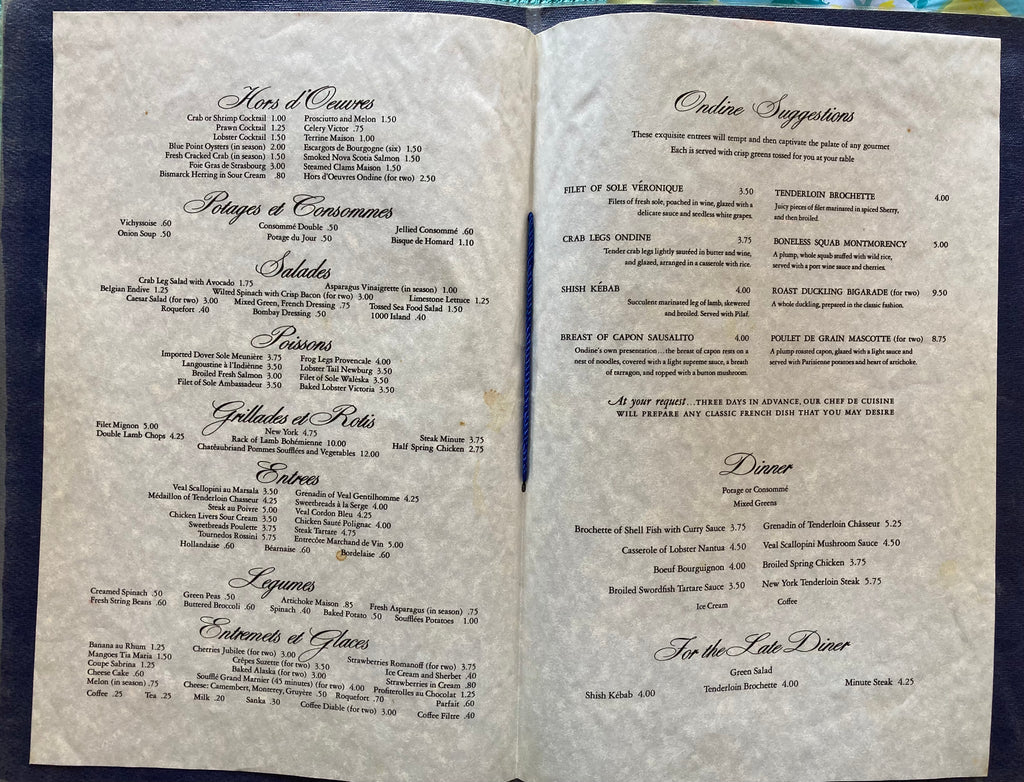 Hors d'Oeuvres
Crab or Shrimp Cocktail 1.00
Prawn Cocktail 1.25
Lobster Cocktail 1.50
Blue Point Oysters (in season) 2.00
Fresh Cracked Crab (in season) 1.50
Foie Gras de Strasbourg 3.00
Bismarck Herring in Sour Cream .80
Prosciutto and Melon 1.50
Celery Victor .75
Terrine Maison 1.00
Escargots de Bourgogne (six) 1.50
Smoked Nova Scotia Salmon 1.50
Steamed Clams Maison 1.50
Hors d'Oeuvres Ondine (for two) 2.50
Potages et Consommes
Vichyssoise .60
Onion Soup .50
Consommé Double .50
Potage du Jour .50
Jellied Consommé .60
Bisque de Homard 1.10
Salades
Crab Leg Salad with Avocado 1.75 Asparagus Vinaigrette (in season) 1.00
Belgian Endive 1.25 Wilted Spinach with Crisp Bacon (for two) 3.00 Limestone Lettuce 1.25
Caesar Salad (for two) 3.00 Mixed Green, French Dressing .75 Tossed Sea Food Salad 1.50
Roquefort .40 Bombay Dressing .50 1000 Island .40
Poissons
Imported Dover Sole Meunière 3.75
Langoustine à l'Indiènne 3.50
Broiled Fresh Salmon 3.00
Filet of Sole Ambassadeur 3.50
Frog Legs Provencale 4.00
Lobster Tail Newburg 3.50
Filet of Sole Waleska 3.50
Baked Lobster Victoria 3.50
Grillades et Rotis
Filet Mignon 5.00
Double Lamb Chops 4.25
New York 4.75
Rack of Lamb Bohémienne 10.00
Chatéaubriand Pommes Soufflées and Vegetables 12.00
Steak Minute 3.75
Half Spring Chicken 2.75
Entrees
Veal Scallopini au Marsala 3.50
Médaillon of Tenderloin Chasseur 4.25
Steak au Poivre 5.00
Chicken Livers Sour Cream 3.50
Sweetbreads Poulette 3.75
Tournedos Rossini 5.75
Grenadin of Veal Gentilhomme 4.25
Sweetbreads à la Serge 4.00
Veal Cordon Bleu 4.25
Chicken Sauté Polignac 4.00
Steak Tartare 4.75
Entrecôtee Marchand de Vin 5.00
Hollandaise .60 Béarnaise .60 Bordelaise .60
Legumes
Creamed Spinach .50 Green Peas .50 Artichoke Maison .85 Fresh Asparagus (in season) .75
Fresh String Beans .60 Buttered Broccoli .60 Spinach .40 Baked Potato .50 Soufflées Potatoes 1.00
Entremets et Glaces
Banana au Rhum 1.25
Mangoes Tia Maria 1.50
Coupe Sabrina 1.25
Cheese Cake .60
Melon (in season) .75
Cherries Jubilee (for two) 3.00
Crêpes Suzette (for two) 3.50
Baked Alaska (for two) 3.00
Soufflé Grand Marnier (45 minutes) (for two) 4.00
Cheese: Camembert, Monterey, Gruyère .50 Roquefort .70
Strawberries Romanoff (for two) 3.75
Ice Cream and Sherbet .40
Strawberries in Cream .80
Profiterolles au Chocolat 1.25
Parfait .60
Coffee .25 Tea .25 Milk .20 Sanka .30 Coffee Diable (for two) 3.00 Coffee Filtre .40
Ondine Suggestions
These exquisite entrees will tempt and then captivate the palate of any gourmet
Each is served with crisp greens tossed for you at your table
FILET OF SOLE VÉRONIQUE 3.50
Filets of fresh sole, poached in wine, glazed with a
delicate sauce and seedless white grapes.
CRAB LEGS ONDINE 3.75
Tender crab legs lightly sautéed in butter and wine,
and glazed, arranged in a casserole with rice.
SHISH KÉBAB 4.00
Succulent marinated leg of lamb, skewered
and broiled. Served with Pilaf.
BREAST OF CAPON SAUSALITO 4.00
Ondine's own presentation...the breast of capon rests on a
nest of noodles, covered with a light supreme sauce, a breath
of tarragon, and topped with a button mushroom.
TENDERLOIN BROCHETTE 4.00
Juicy pieces of filet marinated in spiced Sherry,
and then broiled.
BONELESS SQUAB MONTMORENCY 5.00
A plump, whole squab stuffed with wild rice,
served with a port wine sauce and cherries.
ROAST DUCKLING BIGARADE (for two) 9.50
A whole duckling, prepared in the classic fashion.
POULET DE GRAIN MASCOTTE (for two) 8.75
A plump roasted capon, glazed with a light sauce and
served with Parisienne potatoes and heart of artichoke.
At your request...THREE DAYS IN ADVANCE, OUR CHEF DE CUISINE
WILL PREPARE ANY CLASSIC FRENCH DISH THAT YOU MAY DESIRE
Dinner
Potage or Consommé
Mixed Greens
Brochette of Shell Fish with Curry Sauce 3.75
Casserole of Lobster Nantua 4.50
Boeuf Bourguignon 4.00
Broiled Swordfish Tartare Sauce 3.50
Grenadin of Tenderloin Châsseur 5.25
Veal Scallopini Mushroom Sauce 4.50
Broiled Spring Chicken 3.75
New York Tenderloin Steak 5.75
Ice Cream Coffee
For the Late Diner
Green Salad
Shish Kébab 4.00 Tenderloin Brochette 4.00 Minute Steak 4.25